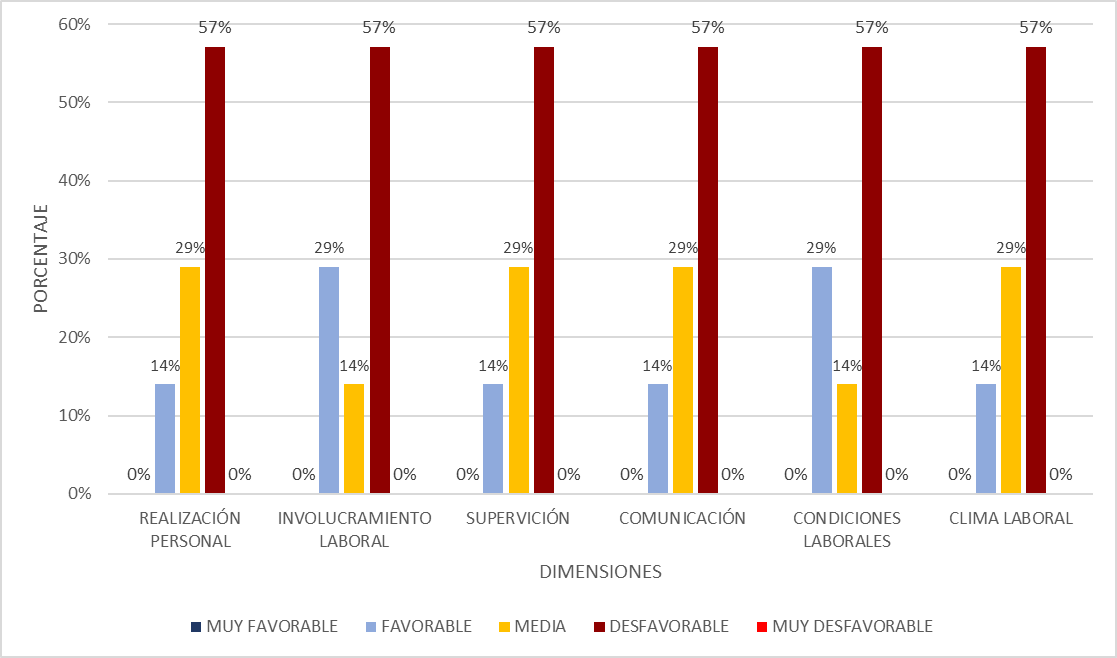 60%
50%
40%
30%
20%
10%
0%
PORCENTAJE
57% 57% 57% 57% 57% 57%
29% 29% 29% 29% 29% 29%
14% 14% 14% 14% 14% 14%
0% 0% 0% 0% 0% 0% 0% 0% 0% 0% 0% 0%
REALIZACIÓN PERSONAL
INVOLUCRAMIENTO LABORAL
SUPERVICIÓN
COMUNICACIÓN
CONDICIONES LABORALES
CLIMA LABORAL
DIMENSIONES
MUY FAVORABLE FAVORABLE MEDIA DESFAVORABLE MUY DESFAVORABLE